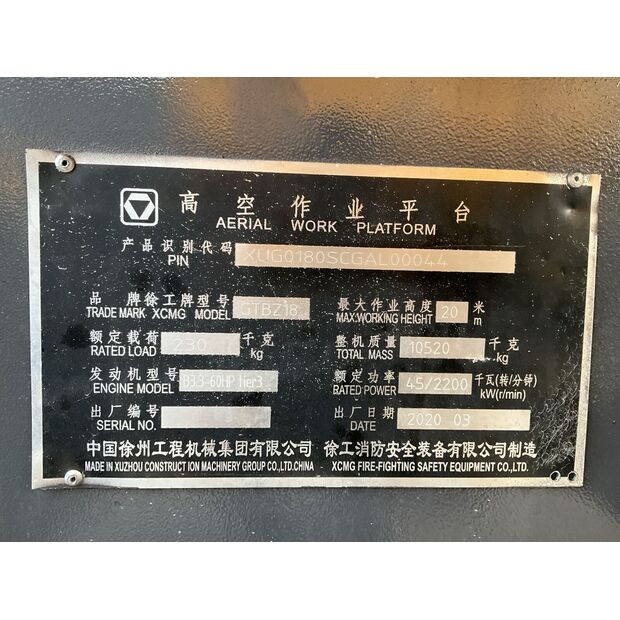 高空作业平台
AERIAL WORK PLATFORM
产品识别代码
PIN
XUG0180SCGAL00044
品牌徐工牌型号 GTBZ18
TRADE MARK XCMG MODEL
最大作业高度 20 米
MAX.WORKING HEIGHT m
额定载荷 230 千克
RATED LOAD kg
整机质量 10520 千克
TOTAL MASS kg
发动机型号 B3.3-60HP tier3
ENGINE MODEL
额定功率 45/2200 千瓦(转/分钟)
RATED POWER kW(r/min)
出厂编号
SERIAL NO.
出厂日期 2020 03
DATE
中国徐州工程机械集团有限公司 徐工消防安全装备有限公司制造
MADE IN XUZHOU CONSTRUCTION MACHINERY GROUP CO.,LTD.CHINA XCMG FIRE-FIGHTING SAFETY EQUIPMENT CO.,LTD.